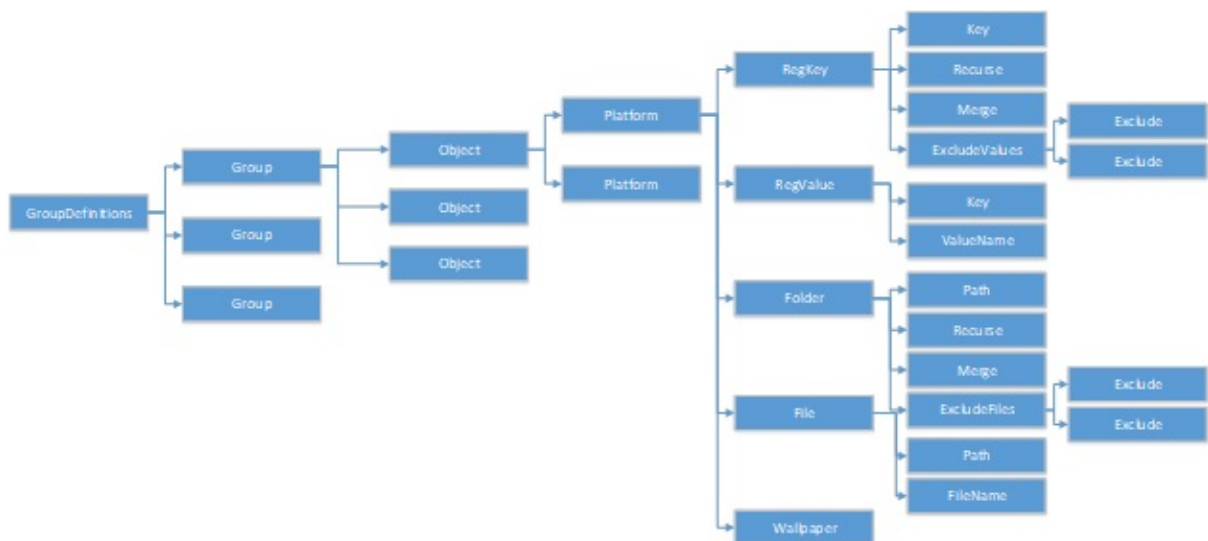 GroupDefinitions
Group
Group
Group
Object
Object
Object
Platform
Platform
RegKey
RegValue
Folder
File
Wallpaper
Key
Recurse
Merge
ExcludeValues
Key
ValueName
Path
Recurse
Merge
ExcludeFiles
Path
FileName
Exclude
Exclude
Exclude
Exclude